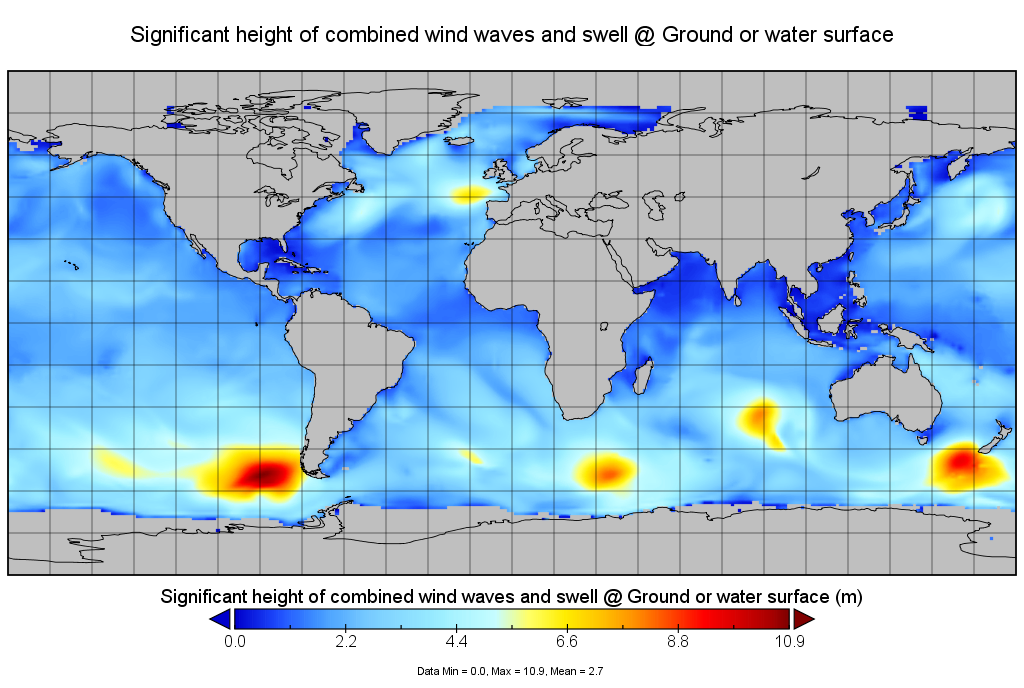 Significant height of combined wind waves and swell @ Ground or water surface
Significant height of combined wind waves and swell @ Ground or water surface (m)
0.0 2.2 4.4 6.6 8.8 10.9
Data Min = 0.0, Max = 10.9, Mean = 2.7